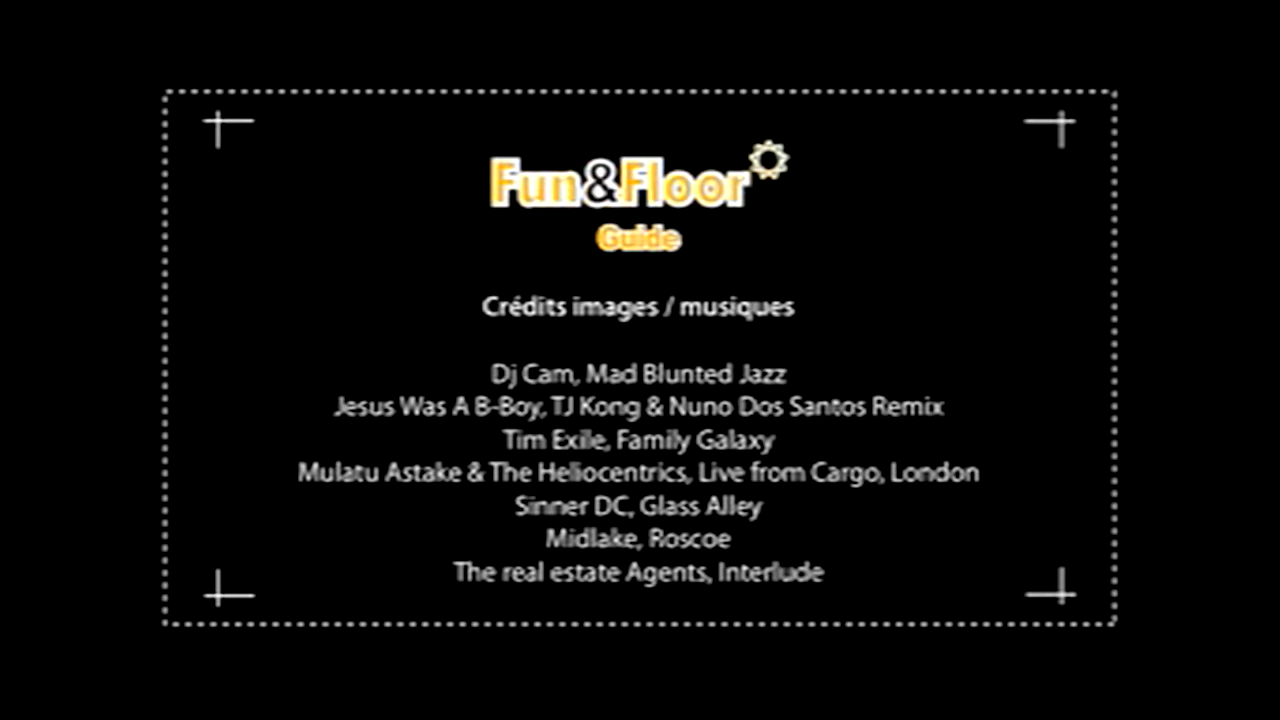 Fun&Floor
Guide
Crédits images / musiques
Dj Cam, Mad Blunted Jazz
Jesus Was A B-Boy, TJ Kong & Nuno Dos Santos Remix
Tim Exile, Family Galaxy
Mulatu Astake & The Heliocentrics, Live from Cargo, London
Sinner DC, Glass Alley
Midlake, Roscoe
The real estate Agents, Interlude